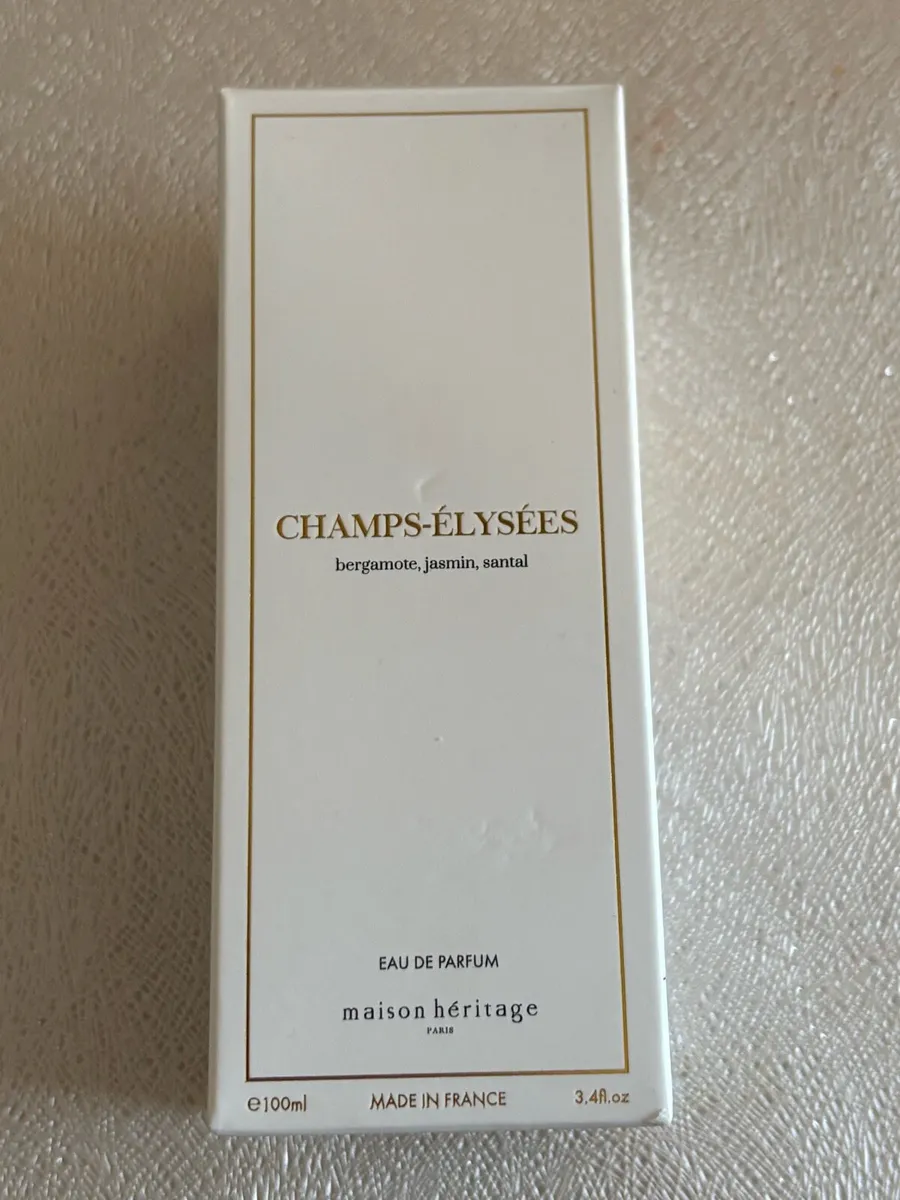 CHAMPS-ÉLYSÉES
bergamote, jasmin, santal
EAU DE PARFUM
maison héritage
PARIS
℮100ml MADE IN FRANCE 3.4fl.oz